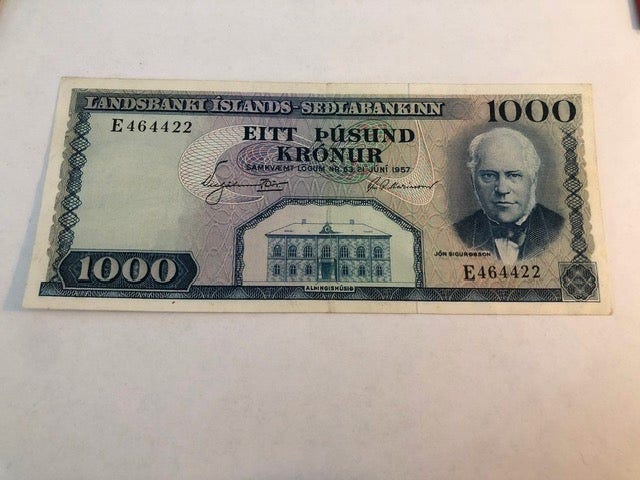 LANDSBANKI ÍSLANDS-SEÐLABANKINN
1000
E464422
EITT ÞÚSUND
KRÓNUR
SAMKVÆMT LÖGUM NR. 63, 21. JÚNÍ 1957
JÓN SIGURÐSSON
E464422
1000
ALÞINGISHÚSIÐ